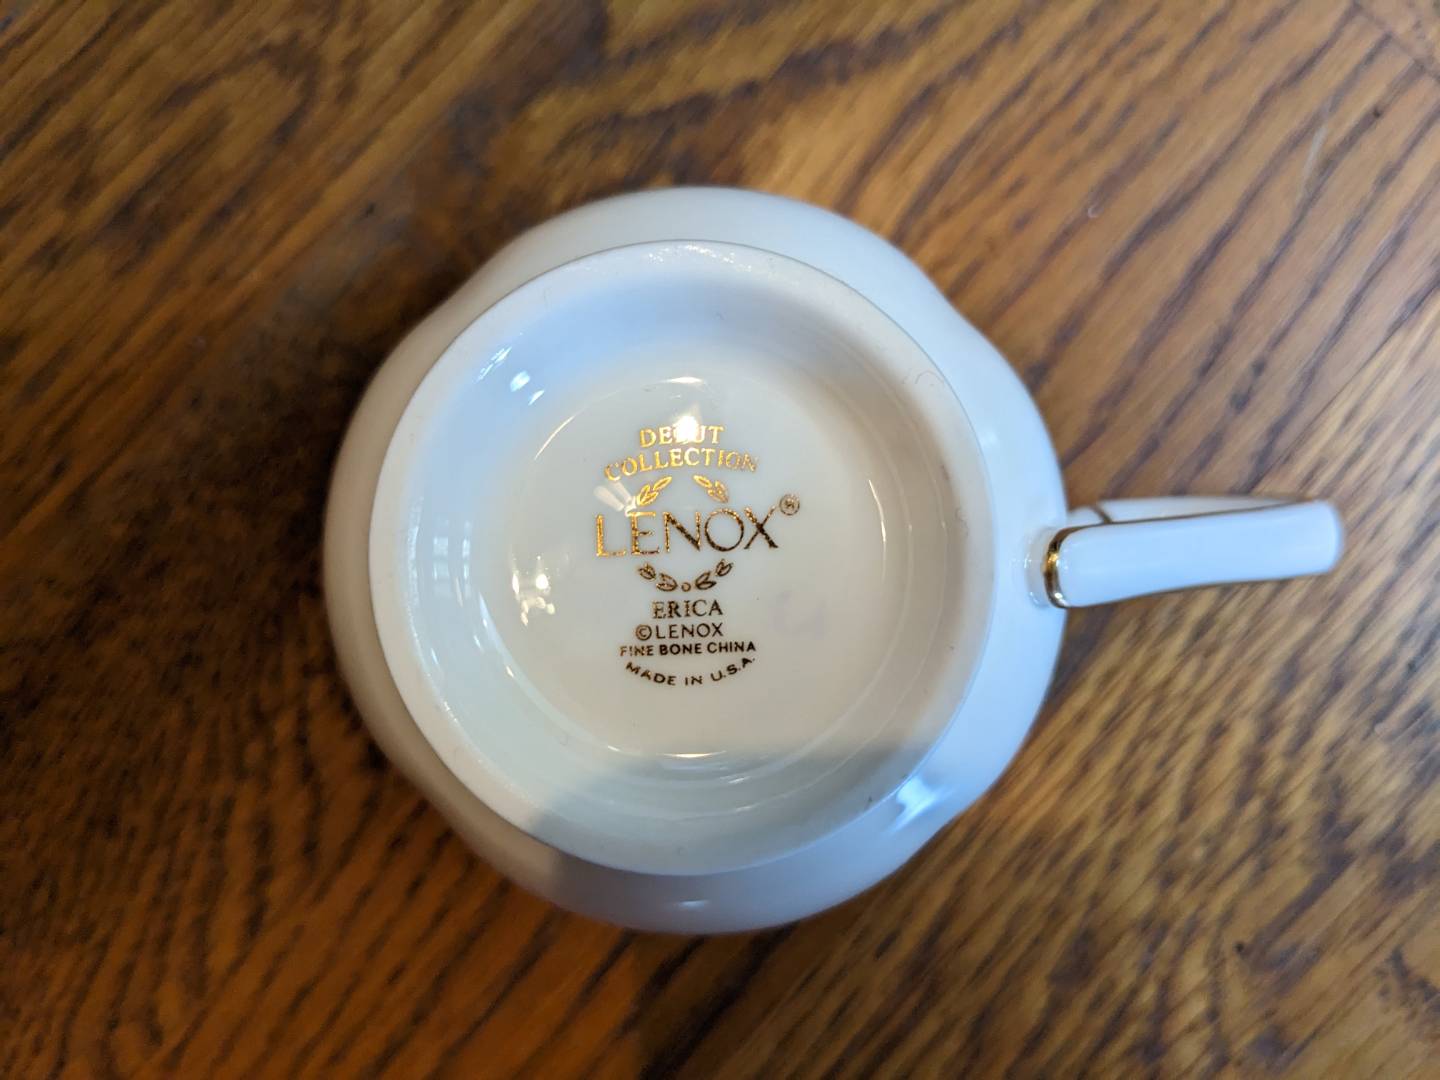 DEBUT
COLLECTION
LENOX®
ERICA
©LENOX
FINE BONE CHINA
MADE IN U.S.A.